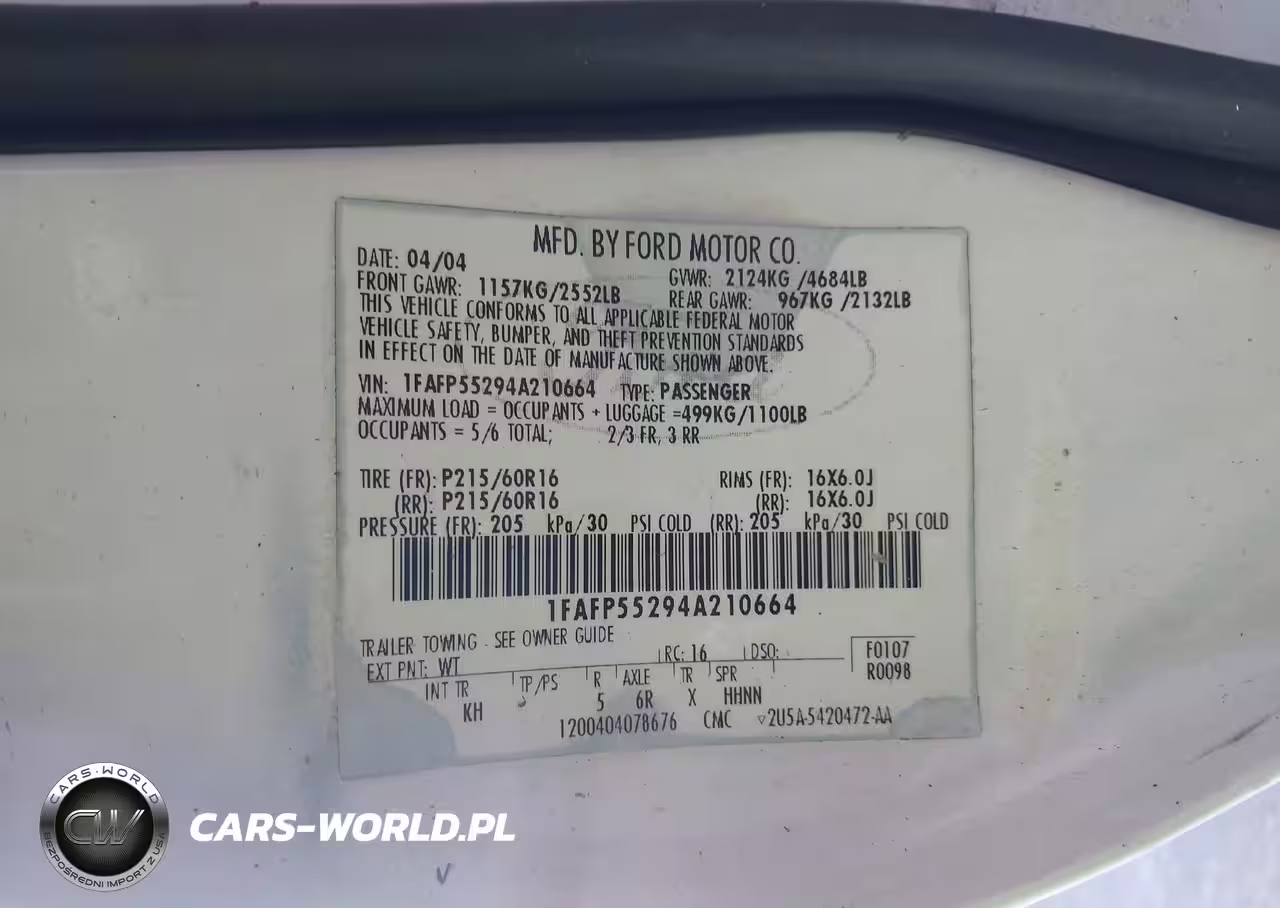 MFD. BY FORD MOTOR CO.
DATE: 04/04
GVWR: 2124KG /4684LB
FRONT GAWR: 1157KG/2552LB
REAR GAWR: 967KG /2132LB
THIS VEHICLE CONFORMS TO ALL APPLICABLE FEDERAL MOTOR
VEHICLE SAFETY, BUMPER, AND THEFT PREVENTION STANDARDS
IN EFFECT ON THE DATE OF MANUFACTURE SHOWN ABOVE.
VIN: 1FAFP55294A210664 TYPE: PASSENGER
MAXIMUM LOAD = OCCUPANTS + LUGGAGE =499KG/1100LB
OCCUPANTS = 5/6 TOTAL; 2/3 FR, 3 RR
TIRE (FR): P215/60R16 RIMS (FR): 16X6.0J
(RR): P215/60R16 (RR): 16X6.0J
PRESSURE (FR): 205 kPa/30 PSI COLD (RR): 205 kPa/30 PSI COLD
1FAFP55294A210664
TRAILER TOWING - SEE OWNER GUIDE
EXT PNT: WT RC: 16 DSO:
F0107
R0098
INT TR TP/PS R AXLE TR SPR
KH 5 6R X HHNN
1200404078676 CMC ▽2U5A-5420472-AA
CARS-WORLD
CW
BEZPOŚREDNI IMPORT Z USA
CARS-WORLD.PL